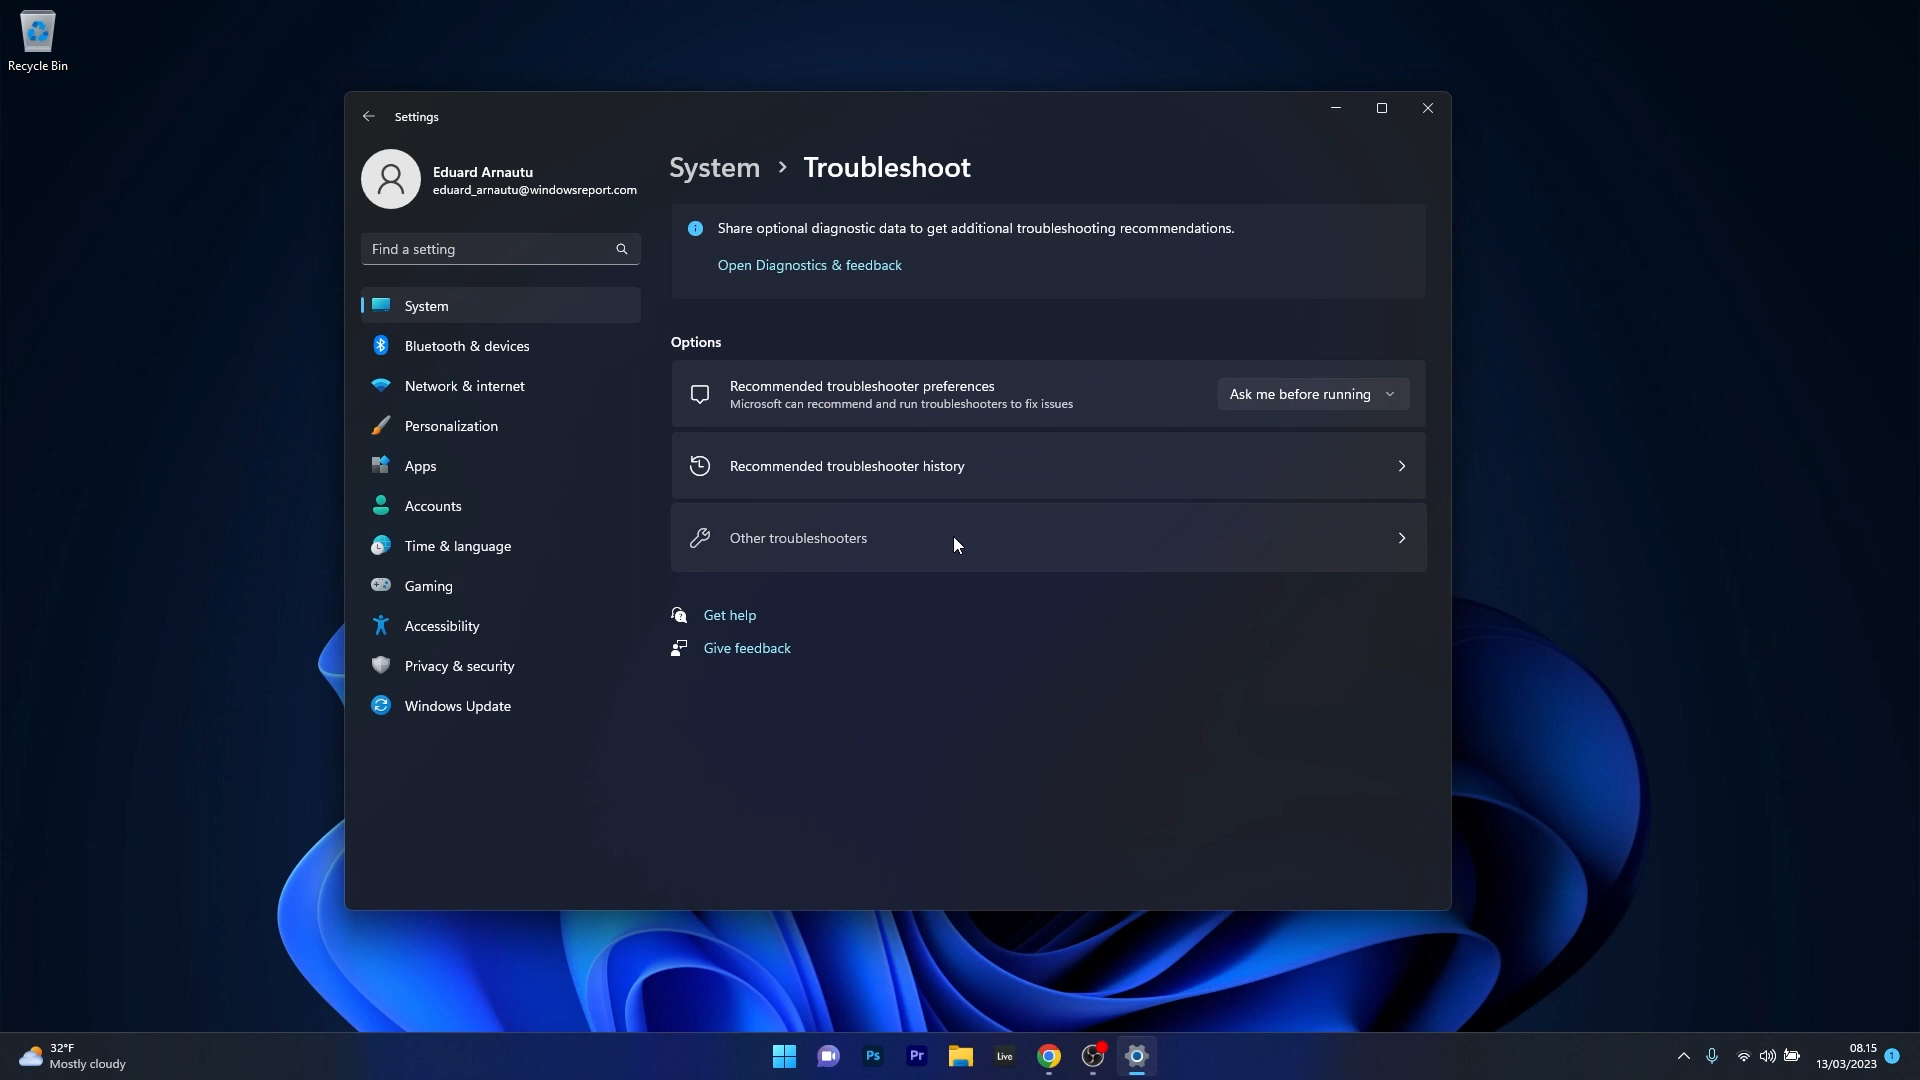 Recycle Bin
Settings
Eduard Arnautu
eduard_arnautu@windowsreport.com
Find a setting
System
Bluetooth & devices
Network & internet
Personalization
Apps
Accounts
Time & language
Gaming
Accessibility
Privacy & security
Windows Update
System > Troubleshoot
Share optional diagnostic data to get additional troubleshooting recommendations.
Open Diagnostics & feedback
Options
Recommended troubleshooter preferences
Microsoft can recommend and run troubleshooters to fix issues
Ask me before running
Recommended troubleshooter history
Other troubleshooters
Get help
Give feedback
32°F
Mostly cloudy
Ps
Pr
Live
08.15
13/03/2023
1